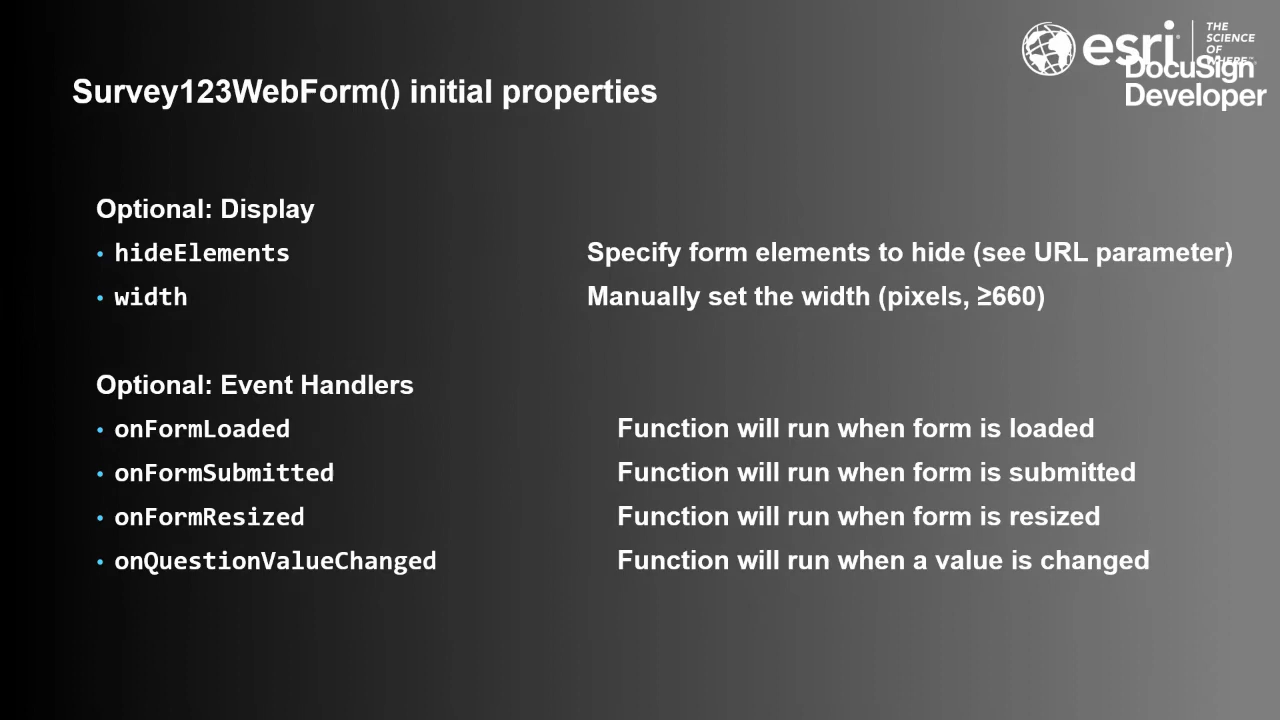 esri
THE
SCIENCE
OF
WHERE
DocuSign
Developer
Survey123WebForm() initial properties
Optional: Display
• hideElements Specify form elements to hide (see URL parameter)
• width Manually set the width (pixels, ≥660)
Optional: Event Handlers
• onFormLoaded Function will run when form is loaded
• onFormSubmitted Function will run when form is submitted
• onFormResized Function will run when form is resized
• onQuestionValueChanged Function will run when a value is changed